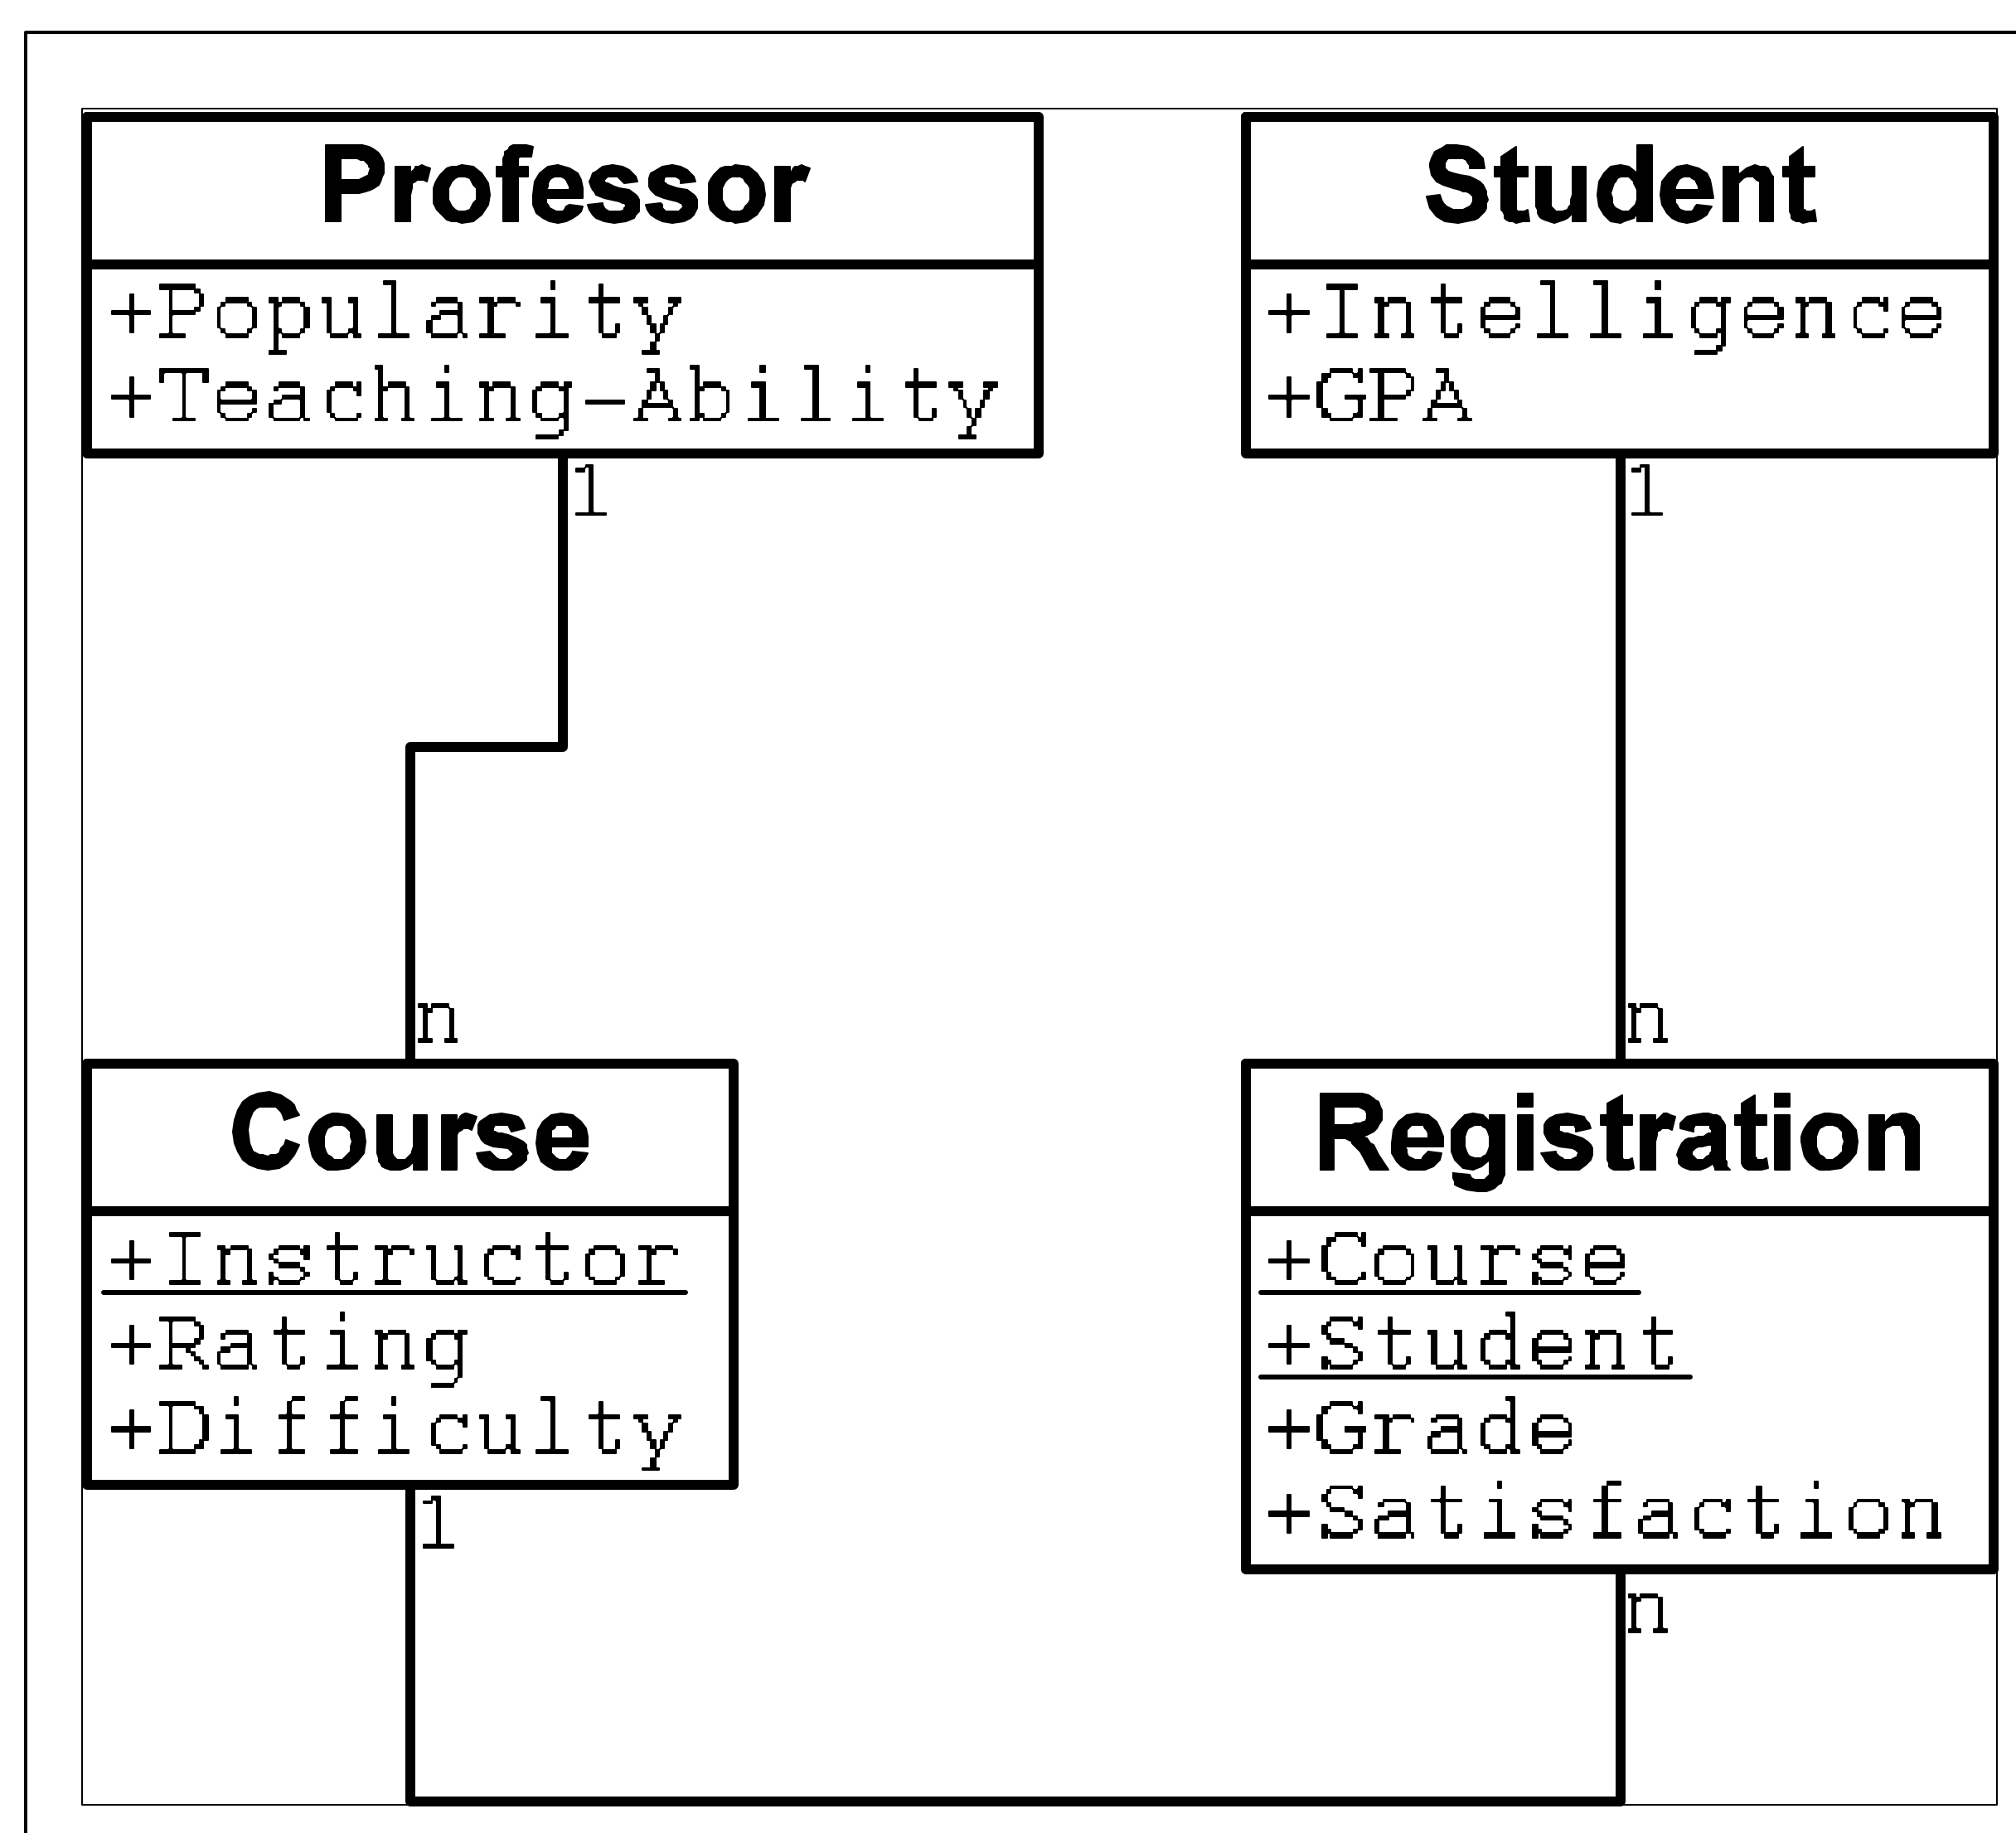 Professor
+Popularity
+Teaching-Ability
1
Student
+Intelligence
+GPA
1
n
Course
+Instructor
+Rating
+Difficulty
1
n
Registration
+Course
+Student
+Grade
+Satisfaction
n